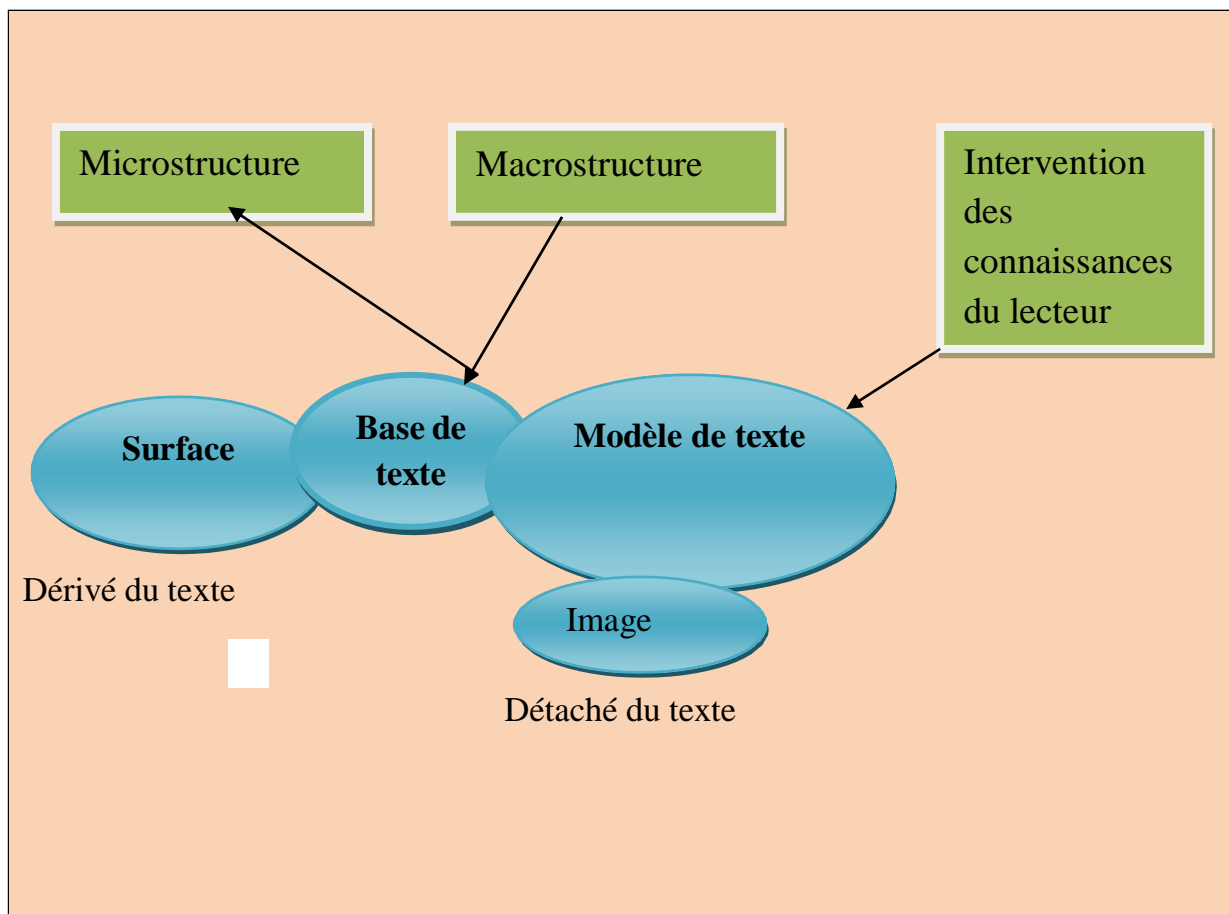 Microstructure
Macrostructure
Intervention
des
connaissances
du lecteur
Surface
Base de
texte
Modèle de texte
Dérivé du texte
Image
Détaché du texte